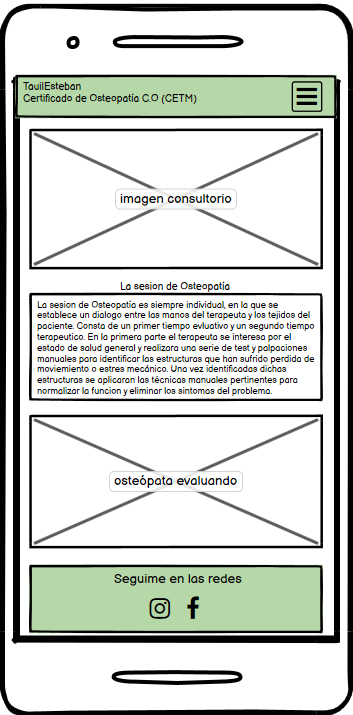 TauilEsteban
Certificado de Osteopatía C.O (CETM)
imagen consultorio
La sesion de Osteopatía
La sesion de Osteopatía es siempre individual, en la que se
establece un dialogo entre las manos del terapeuta y los tejidos del
paciente. Consta de un primer tiempo evluativo y un segundo tiempo
terapeutico. En la primera parte el terapeuta se interesa por el
estado de salud general y realizara una serie de test y palpaciones
manuales para identificar las estructuras que han sufrido perdida de
moviemiento o estres mecánico. Una vez identificadas dichas
estructuras se aplicaran las técnicas manuales pertinentes para
normalizar la funcion y eliminar los sintomas del problema.
osteópata evaluando
Seguime en las redes